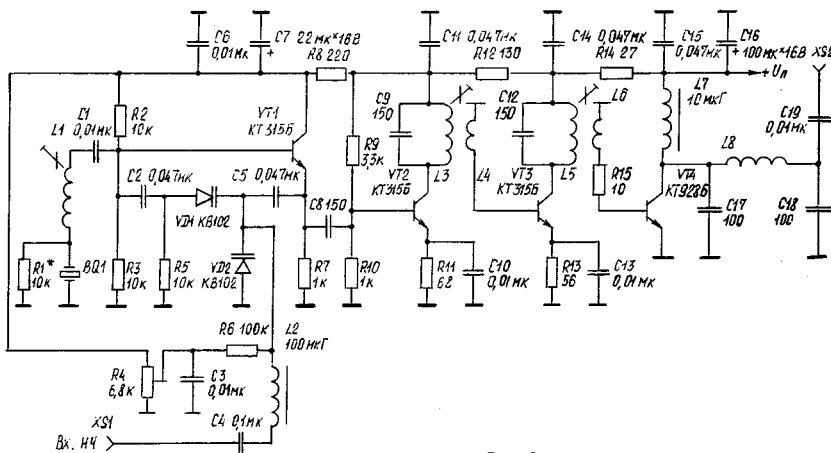 C6
0,01мк
C7 22мк*16В
R8 220
C11 0,047мк
R12 130
C14 0,047мк
R14 27
C15
0,047мк
C16
+ 100мк*16В
XS2
+Uп
L1
C1
0,01мк
R2
10к
VT1
КТ315Б
C9
150
C12
150
L6
L7
10мкГ
C19
0,01мк
R9
3,3к
VT2
КТ315Б
L3
L4
VT3
КТ315Б
L5
R15
10
VT4
КТ928Б
L8
C2 0,047мк
C5 0,047мк
VD1 КВ102
C8 150
C17
100
C18
100
R1*
10к
BQ1
R3
10к
R5
10к
VD2
КВ102
R7
1к
R10
1к
R11
62
C10
0,01мк
R13
56
C13
0,01мк
R6 100к
L2
100мкГ
R4
6,8к
C3
0,01мк
XS1
C4 0,1мк
Вх. НЧ